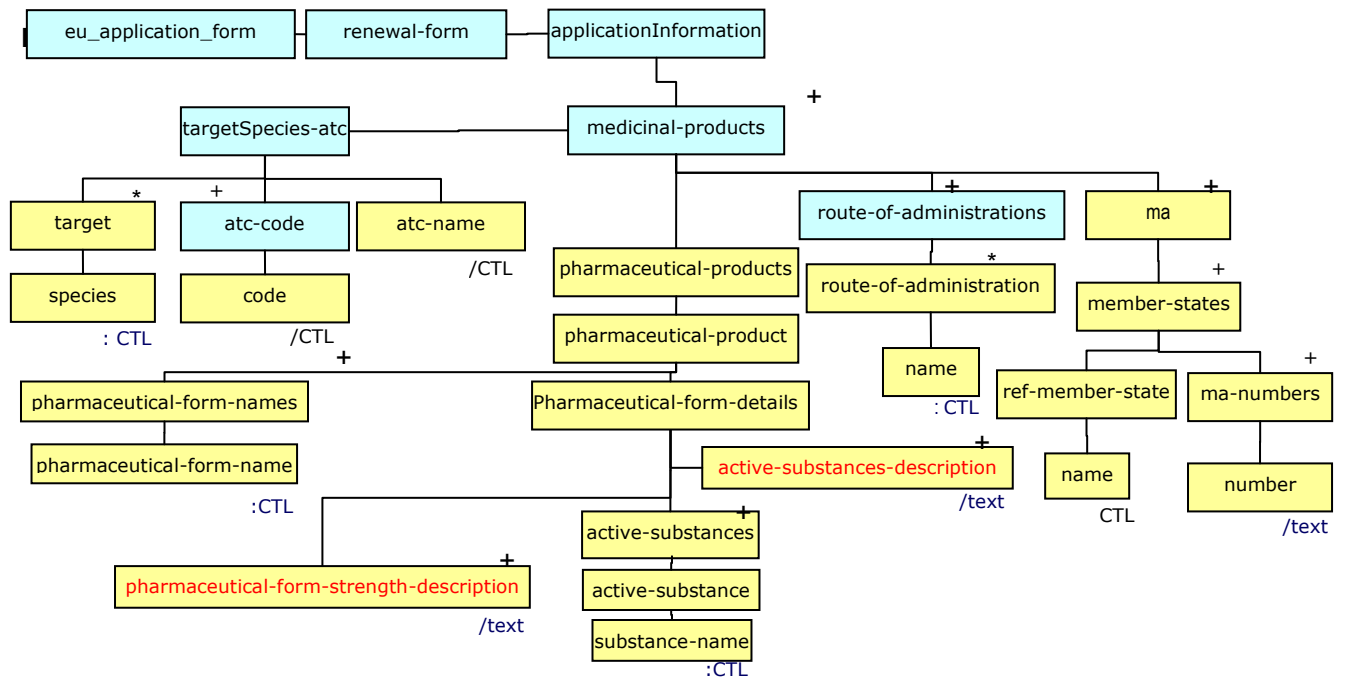 eu_application_form
renewal-form
applicationInformation
+
targetSpecies-atc
medicinal-products
*
+
+
+
target
atc-code
atc-name
route-of-administrations
ma
/CTL
pharmaceutical-products
*
+
species
code
route-of-administration
member-states
: CTL
/CTL
pharmaceutical-product
+
+
name
: CTL
pharmaceutical-form-names
Pharmaceutical-form-details
ref-member-state
ma-numbers
pharmaceutical-form-name
:CTL
+
active-substances-description
/text
name
CTL
number
/text
+
active-substances
+
pharmaceutical-form-strength-description
/text
active-substance
substance-name
:CTL